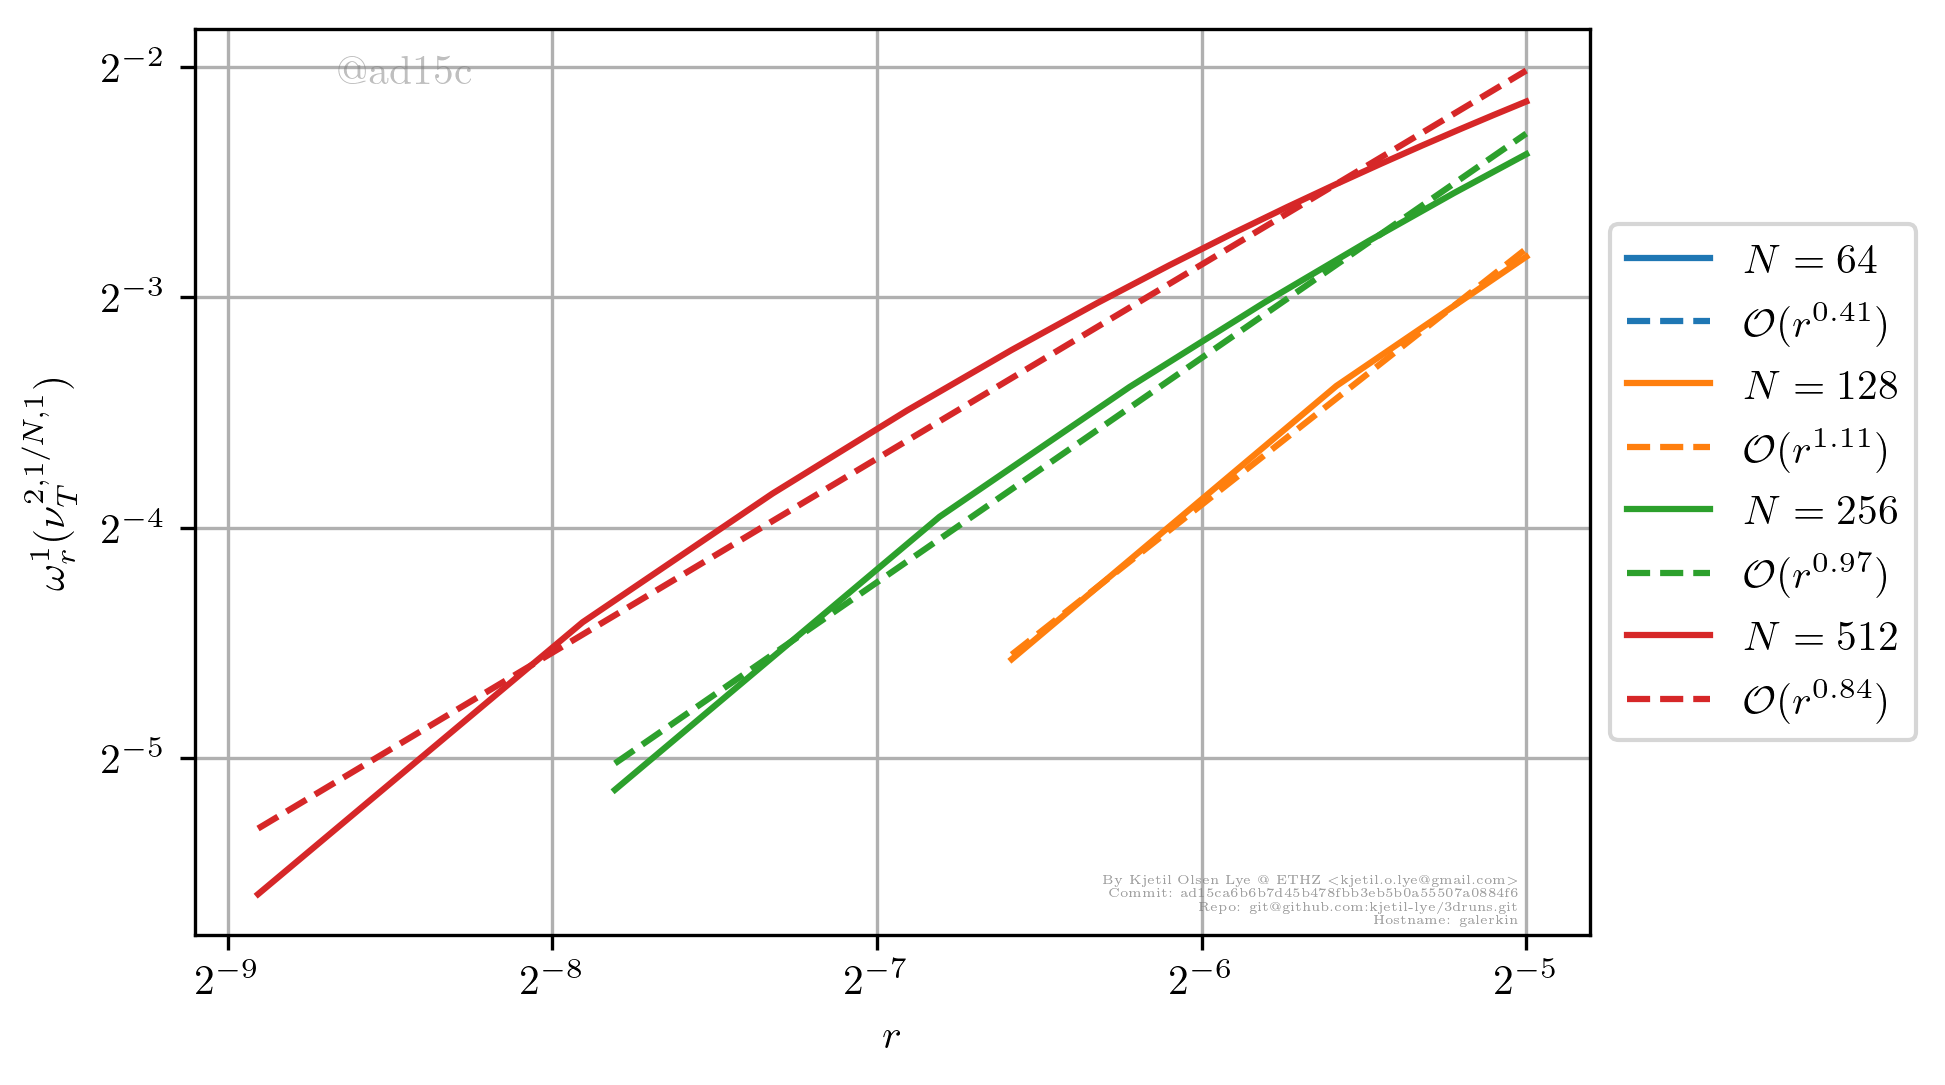 @ad15c
2^{-2}
2^{-3}
2^{-4}
2^{-5}
ω_r^1(ν_T^{2,1/N,1})
2^{-9} 2^{-8} 2^{-7} 2^{-6} 2^{-5}
r
N = 64
𝒪(r^{0.41})
N = 128
𝒪(r^{1.11})
N = 256
𝒪(r^{0.97})
N = 512
𝒪(r^{0.84})
By Kjetil Olsen Lye @ ETHZ <kjetil.o.lye@gmail.com>
Commit: ad15ca6b6b7d45b478fbb3eb5b0a55507a0884f6
Repo: git@github.com:kjetil-lye/3druns.git
Hostname: galerkin